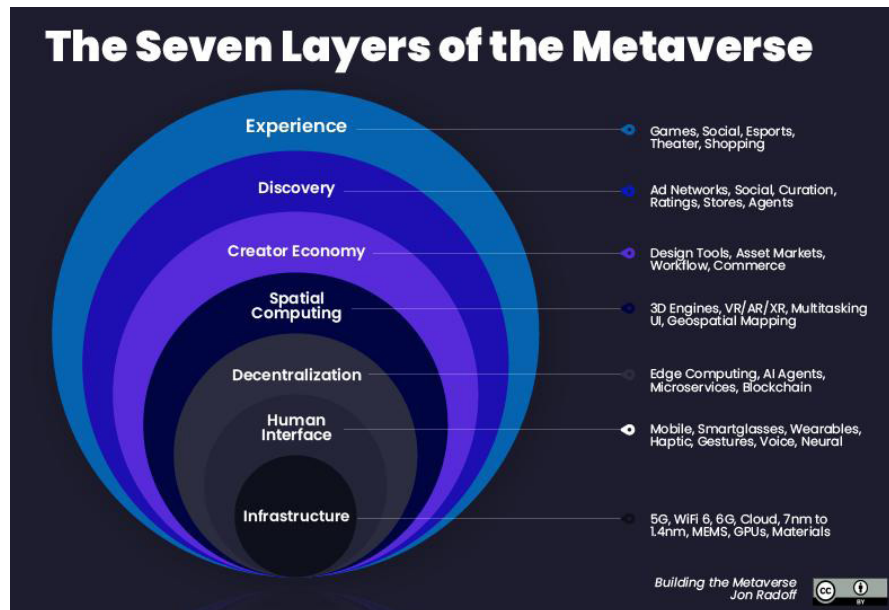 The Seven Layers of the Metaverse
Experience
Games, Social, Esports,
Theater, Shopping
Discovery
Ad Networks, Social, Curation,
Ratings, Stores, Agents
Creator Economy
Design Tools, Asset Markets,
Workflow, Commerce
Spatial
Computing
3D Engines, VR/AR/XR, Multitasking
UI, Geospatial Mapping
Decentralization
Edge Computing, AI Agents,
Microservices, Blockchain
Human
Interface
Mobile, Smartglasses, Wearables,
Haptic, Gestures, Voice, Neural
Infrastructure
5G, WiFi 6, 6G, Cloud, 7nm to
1.4nm, MEMS, GPUs, Materials
Building the Metaverse
Jon Radoff
cc
BY